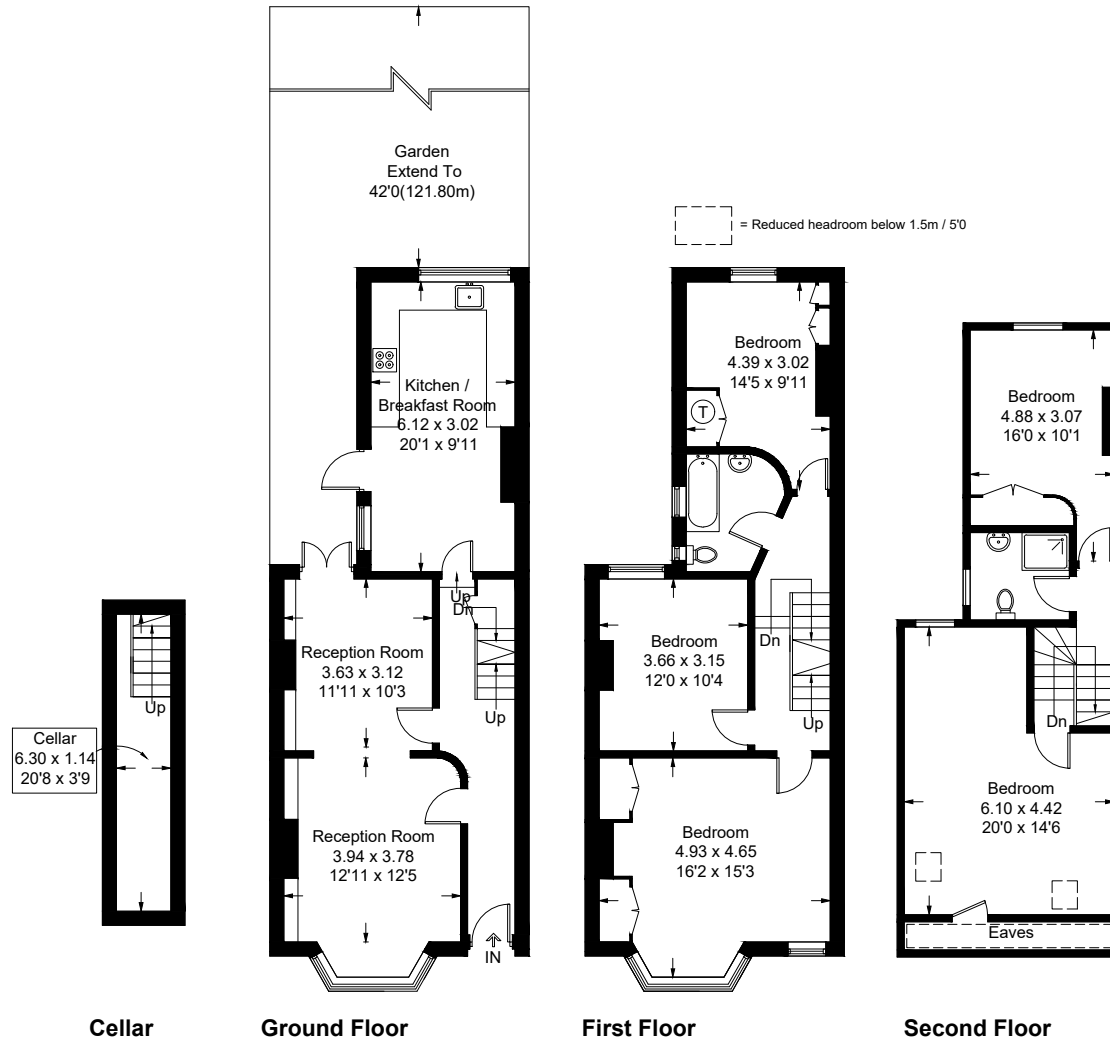 Garden
Extend To
42'0(121.80m)
= Reduced headroom below 1.5m / 5'0
Kitchen /
Breakfast Room
6.12 x 3.02
20'1 x 9'11
Up
Dn
Reception Room
3.63 x 3.12
11'11 x 10'3
Up
Reception Room
3.94 x 3.78
12'11 x 12'5
IN
Cellar
6.30 x 1.14
20'8 x 3'9
Up
Bedroom
4.39 x 3.02
14'5 x 9'11
T
Bedroom
3.66 x 3.15
12'0 x 10'4
Dn
Up
Bedroom
4.93 x 4.65
16'2 x 15'3
Bedroom
4.88 x 3.07
16'0 x 10'1
Dn
Bedroom
6.10 x 4.42
20'0 x 14'6
Eaves
Cellar
Ground Floor
First Floor
Second Floor